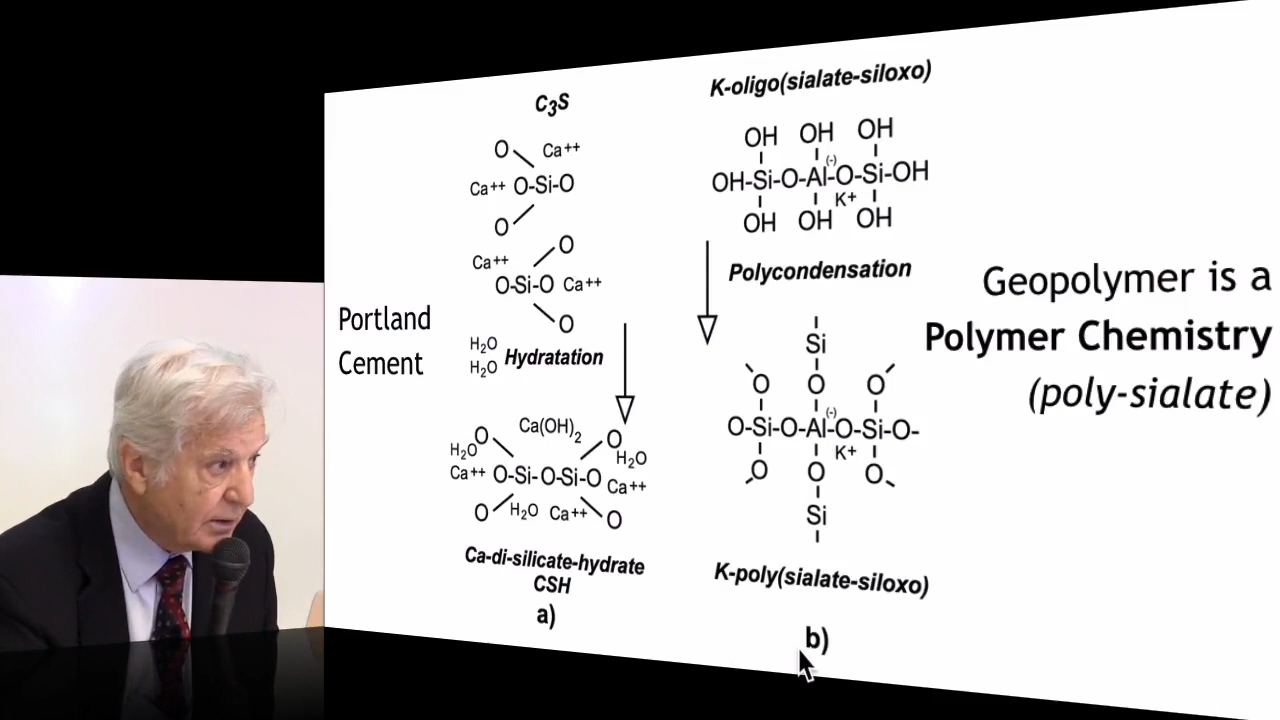 Portland
Cement
C3S
O Ca++
Ca++ O-Si-O
O
Ca++ O
O-Si-O Ca++
O
H2O
H2O
Hydratation
Ca(OH)2
H2O O O H2O
Ca++ O-Si-O-Si-O Ca++
O H2O Ca++ O
Ca-di-silicate-hydrate
CSH
a)
K-oligo(sialate-siloxo)
OH OH OH
OH-Si-O-Al(-)-O-Si-OH
K+
OH OH OH
Polycondensation
Si
O O O
O-Si-O-Al(-)-O-Si-O-
K+
O O O
Si
K-poly(sialate-siloxo)
b)
Geopolymer is a
Polymer Chemistry
(poly-sialate)